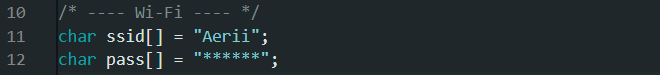 10 /* ---- Wi-Fi ---- */
11 char ssid[] = "Aerii";
12 char pass[] = "******";